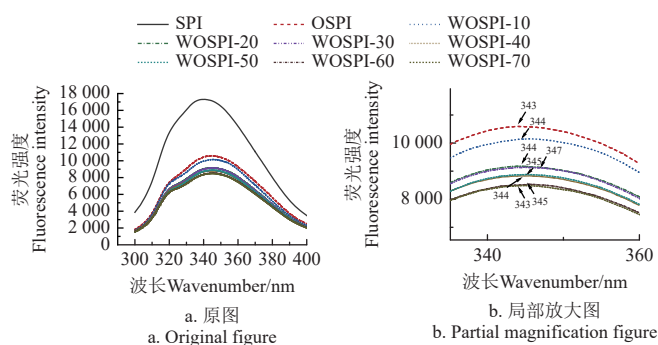 SPI OSPI WOSPI-10
WOSPI-20 WOSPI-30 WOSPI-40
WOSPI-50 WOSPI-60 WOSPI-70
荧光强度
Fluorescence intensity
18 000
16 000
14 000
12 000
10 000
8 000
6 000
4 000
2 000
0
300 320 340 360 380 400
波长Wavenumber/nm
a. 原图
a. Original figure
荧光强度
Fluorescence intensity
10 000
8 000
343
344
344
347
345
344
343
345
340 360
波长Wavenumber/nm
b. 局部放大图
b. Partial magnification figure